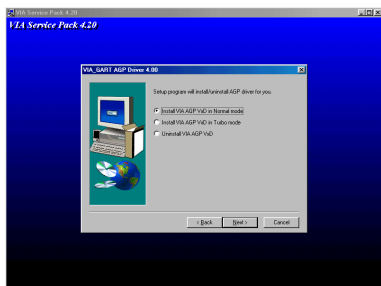 VIA Service Pack 4.20
VIA Service Pack 4.20
VIA_GART AGP Driver 4.00
Setup program will install/uninstall AGP driver for you.
Install VIA AGP VxD in Normal mode
Install VIA AGP VxD in Turbo mode
Uninstall VIA AGP VxD
< Back
Next >
Cancel